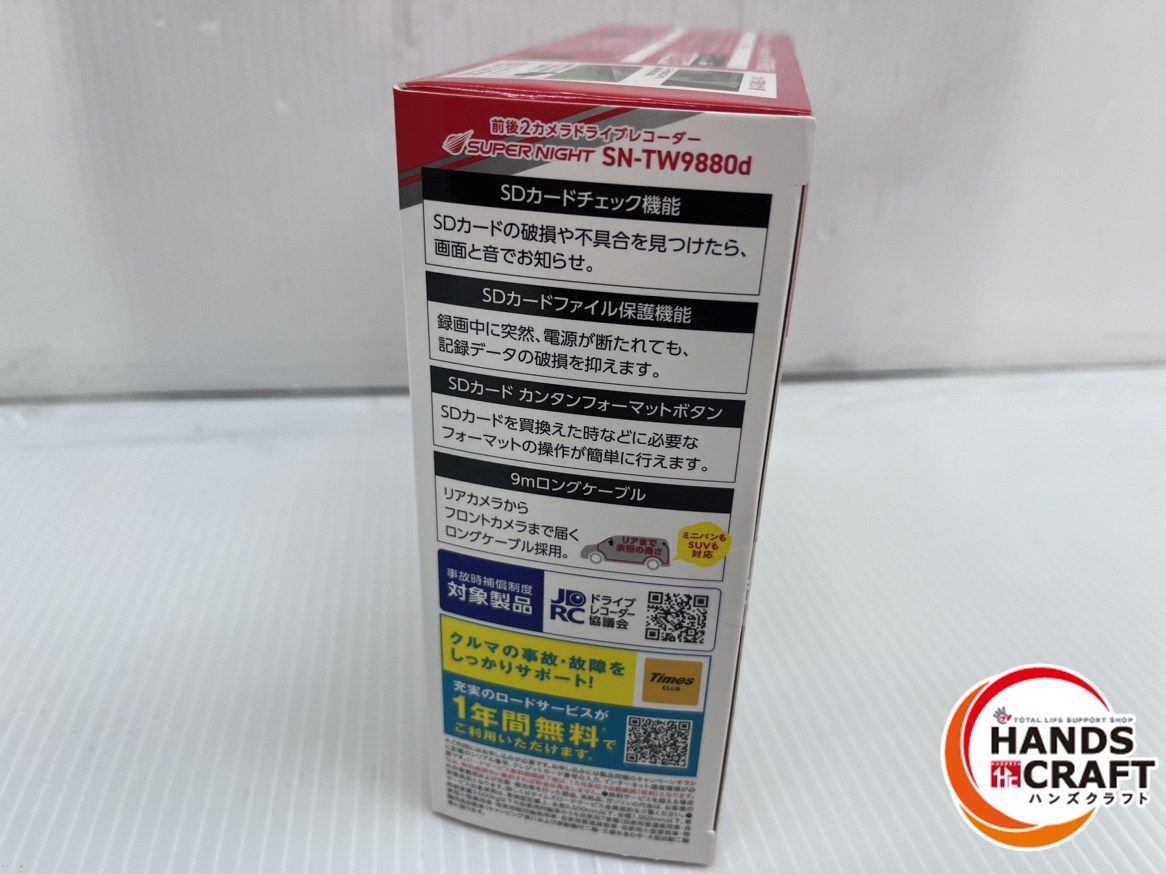 前後2カメラドライブレコーダー
SUPER NIGHT SN-TW9880d
SDカードチェック機能
SDカードの破損や不具合を見つけたら、
画面と音でお知らせ。
SDカードファイル保護機能
録画中に突然、電源が断たれても、
記録データの破損を抑えます。
SDカード カンタンフォーマットボタン
SDカードを買換えた時などに必要な
フォーマットの操作が簡単に行えます。
9mロングケーブル
リアカメラから
フロントカメラまで届く
ロングケーブル採用。
リアまで
余裕の長さ
ミニバンも
SUVも
対応
事故時補償制度
対象製品
JDRC
ドライブ
レコーダー
協議会
クルマの事故・故障を
しっかりサポート!
Times
CLUB
充実のロードサービスが
1年間無料で
ご利用いただけます。
TOTAL LIFE SUPPORT SHOP
HANDS
CRAFT
ハンズクラフト